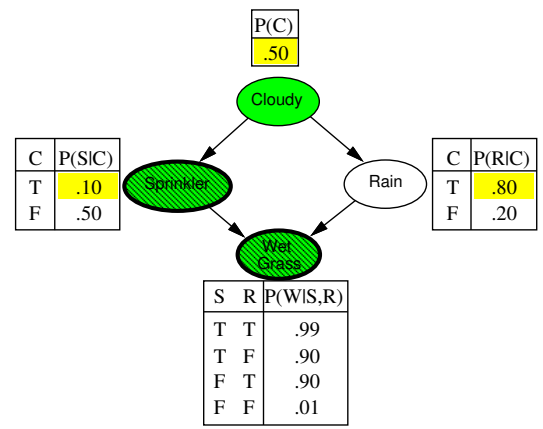 P(C)
.50
Cloudy
C P(S|C)
T .10
F .50
Sprinkler
Rain
C P(R|C)
T .80
F .20
Wet
Grass
S R P(W|S,R)
T T .99
T F .90
F T .90
F F .01